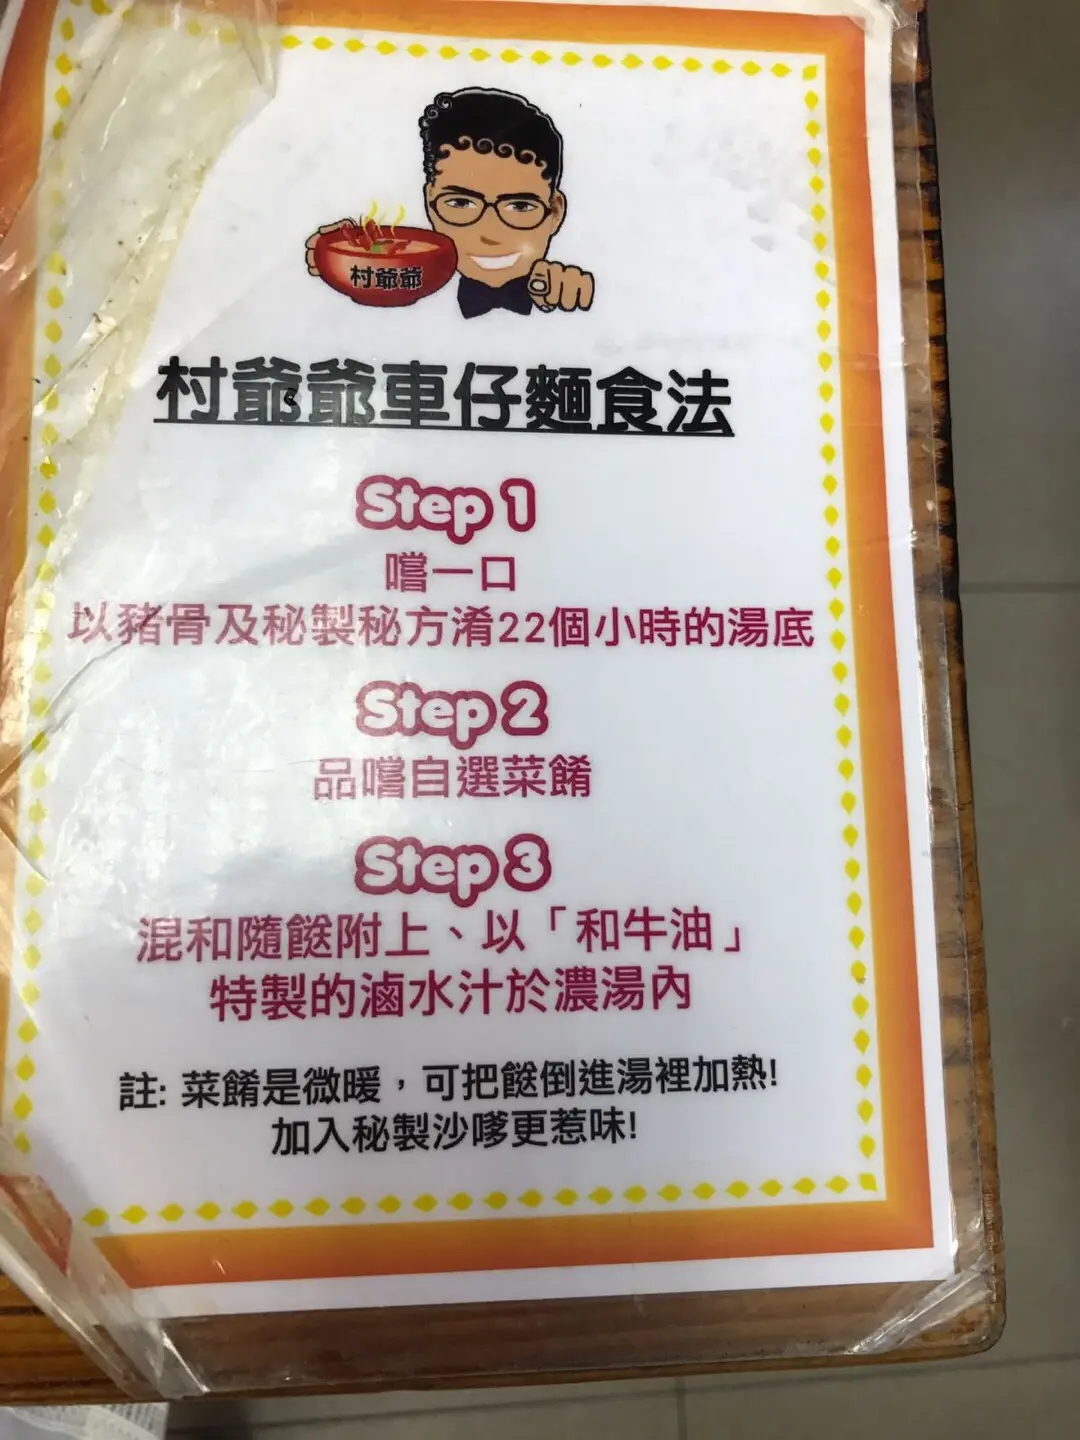 村爺爺
村爺爺車仔麵食法
Step 1
嚐一口
以豬骨及秘製秘方淆22個小時的湯底
Step 2
品嚐自選菜餚
Step 3
混和隨餸附上、以「和牛油」
特製的滷水汁於濃湯內
註: 菜餚是微暖，可把餸倒進湯裡加熱!
加入秘製沙嗲更惹味!